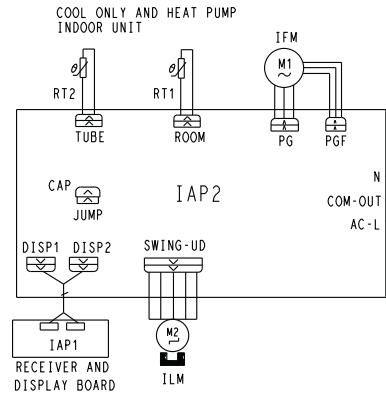 COOL ONLY AND HEAT PUMP
INDOOR UNIT
IFM
M1
θ
RT2
θ
RT1
TUBE
ROOM
PG
PGF
CAP
JUMP
IAP2
N
COM-OUT
AC-L
DISP1
DISP2
SWING-UD
IAP1
M2
RECEIVER AND
DISPLAY BOARD
ILM